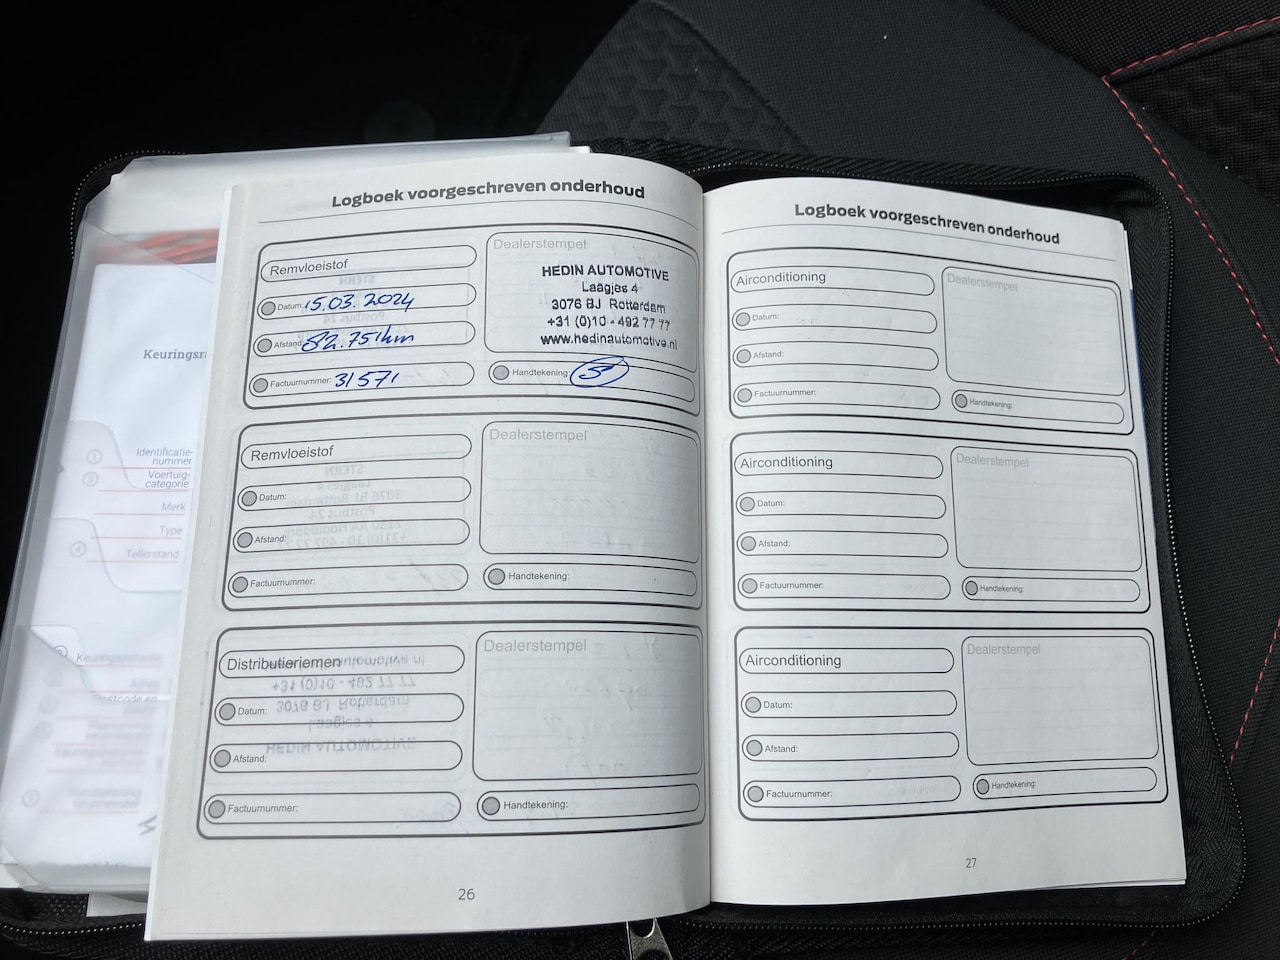 Logboek voorgeschreven onderhoud
Remvloeistof
Datum: 15.03.2024
Afstand: 82.751km
Factuurnummer: 31571
Dealerstempel
HEDIN AUTOMOTIVE
Laagjes 4
3076 BJ Rotterdam
+31 (0)10 - 492 77 77
www.hedinautomotive.nl
Handtekening:
Remvloeistof
Datum:
Afstand:
Factuurnummer:
Dealerstempel
Handtekening:
Distributieriemen
Datum:
Afstand:
Factuurnummer:
Dealerstempel
Handtekening:
26
Logboek voorgeschreven onderhoud
Airconditioning
Datum:
Afstand:
Factuurnummer:
Dealerstempel
Handtekening:
Airconditioning
Datum:
Afstand:
Factuurnummer:
Dealerstempel
Handtekening:
Airconditioning
Datum:
Afstand:
Factuurnummer:
Dealerstempel
Handtekening:
27
Identificatie-
nummer
Voertuig-
categorie
Merk
Type
Tellerstand